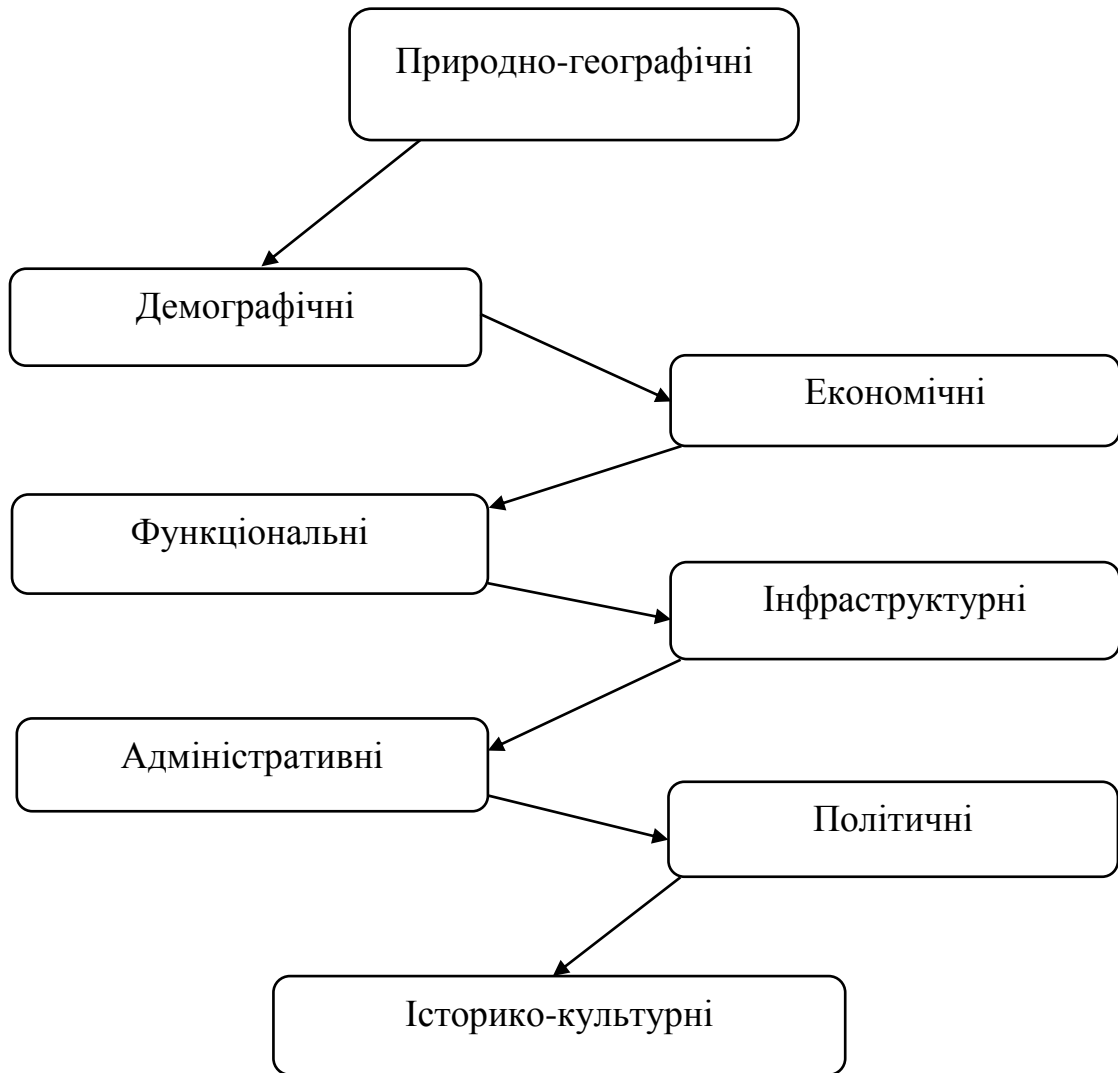 Природно-географічні
Демографічні
Економічні
Функціональні
Інфраструктурні
Адміністративні
Політичні
Історико-культурні